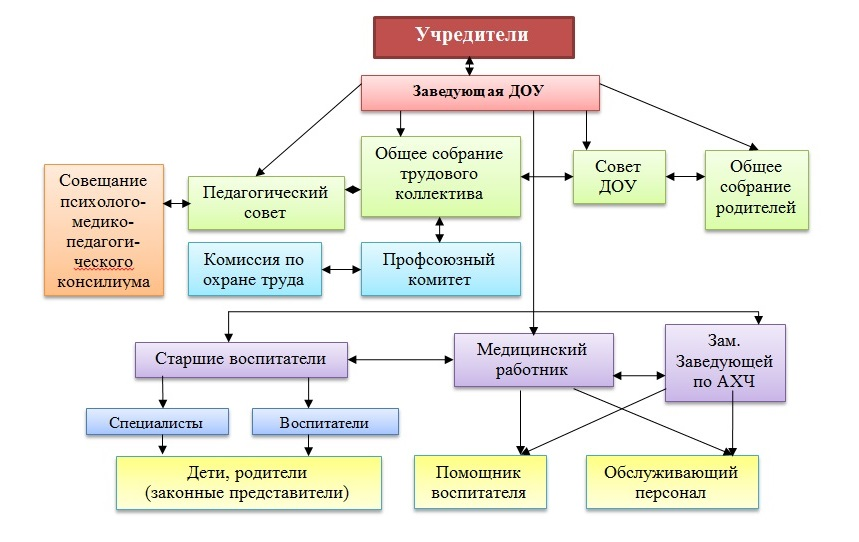 Учредители
Заведующая ДОУ
Совещание
психолого-
медико-
педагоги-
ческого
консилиума
Педагогический
совет
Общее собрание
трудового
коллектива
Совет
ДОУ
Общее
собрание
родителей
Комиссия по
охране труда
Профсоюзный
комитет
Старшие воспитатели
Медицинский
работник
Зам.
Заведующей
по АХЧ
Специалисты
Воспитатели
Дети, родители
(законные представители)
Помощник
воспитателя
Обслуживающий
персонал